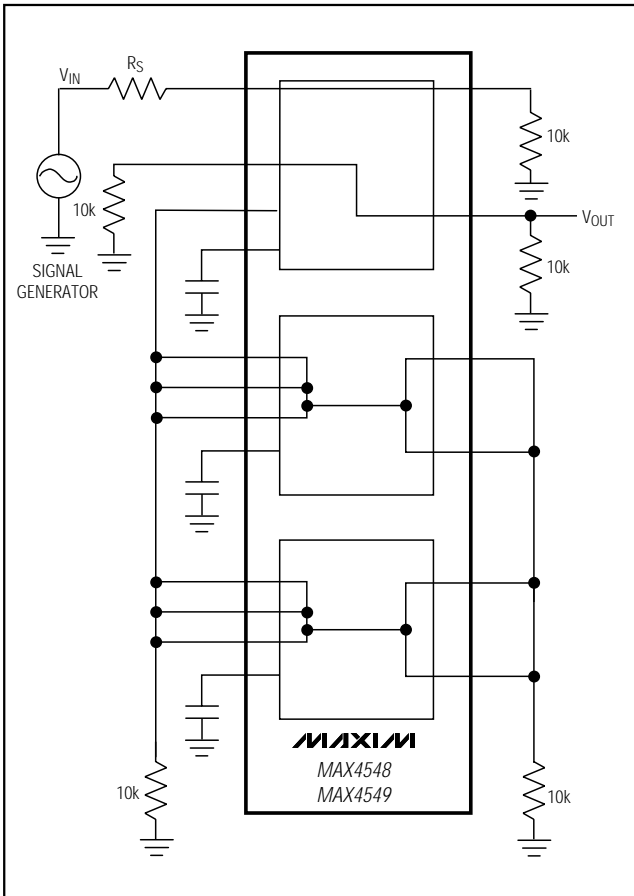 VIN
RS
10k
10k
VOUT
10k
SIGNAL
GENERATOR
MAXIM
MAX4548
MAX4549
10k
10k